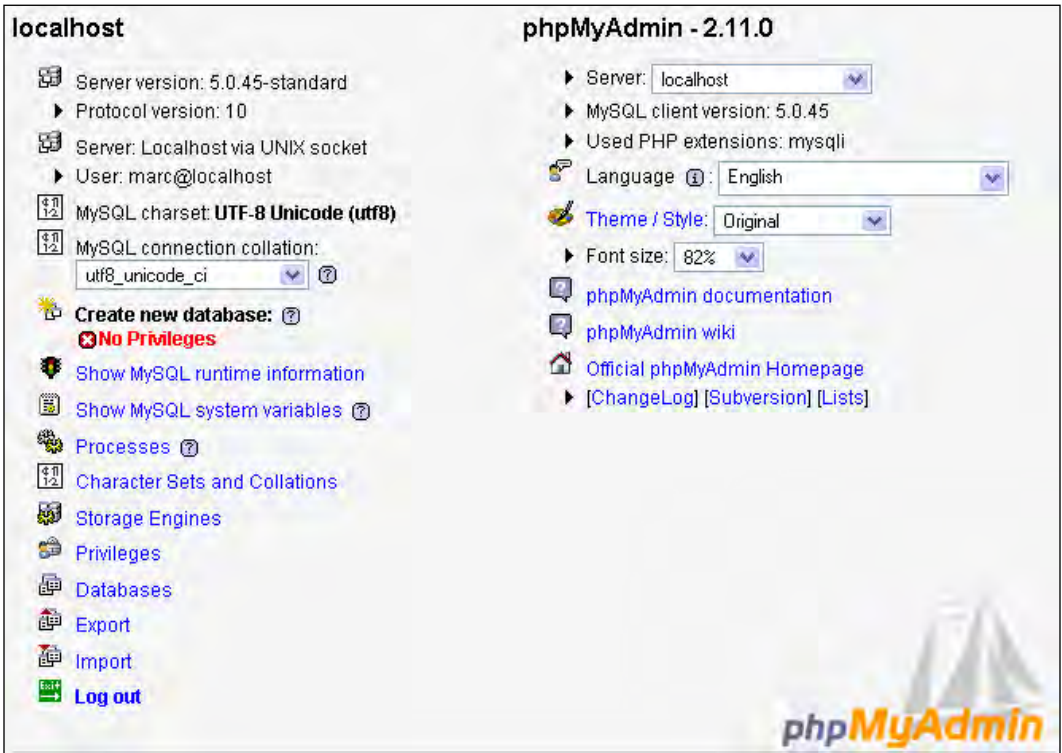 localhost
Server version: 5.0.45-standard
Protocol version: 10
Server: Localhost via UNIX socket
User: marc@localhost
MySQL charset: UTF-8 Unicode (utf8)
MySQL connection collation:
utf8_unicode_ci
Create new database:
No Privileges
Show MySQL runtime information
Show MySQL system variables
Processes
Character Sets and Collations
Storage Engines
Privileges
Databases
Export
Import
Exit
Log out
phpMyAdmin - 2.11.0
Server: localhost
MySQL client version: 5.0.45
Used PHP extensions: mysqli
Language : English
Theme / Style: Original
Font size: 82%
phpMyAdmin documentation
phpMyAdmin wiki
Official phpMyAdmin Homepage
[ChangeLog] [Subversion] [Lists]
phpMyAdmin